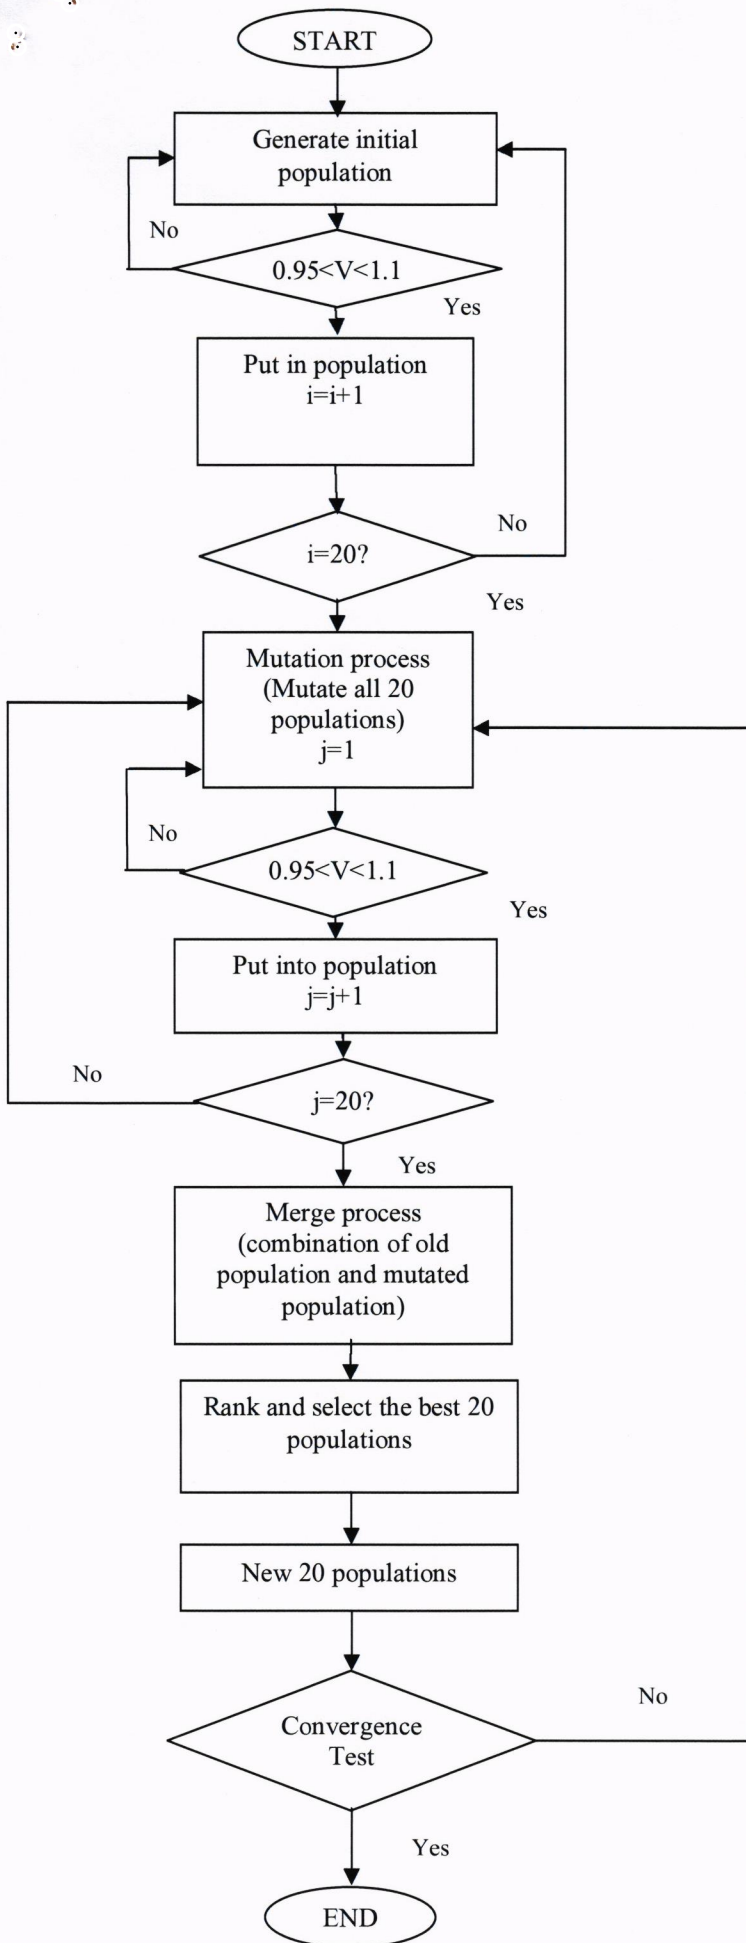 START
Generate initial
population
No
0.95<V<1.1
Yes
Put in population
i=i+1
No
i=20?
Yes
Mutation process
(Mutate all 20
populations)
j=1
No
0.95<V<1.1
Yes
Put into population
j=j+1
No
j=20?
Yes
Merge process
(combination of old
population and mutated
population)
Rank and select the best 20
populations
New 20 populations
No
Convergence
Test
Yes
END